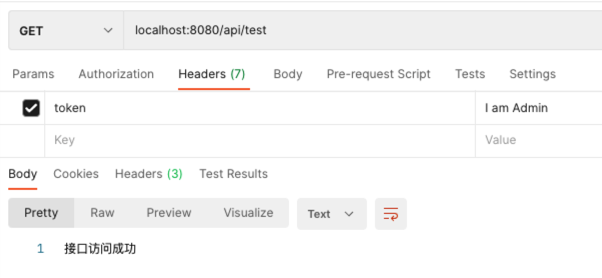 GET localhost:8080/api/test
Params Authorization Headers (7) Body Pre-request Script Tests Settings
token I am Admin
Key Value
Body Cookies Headers (3) Test Results
Pretty Raw Preview Visualize Text
1 接口访问成功